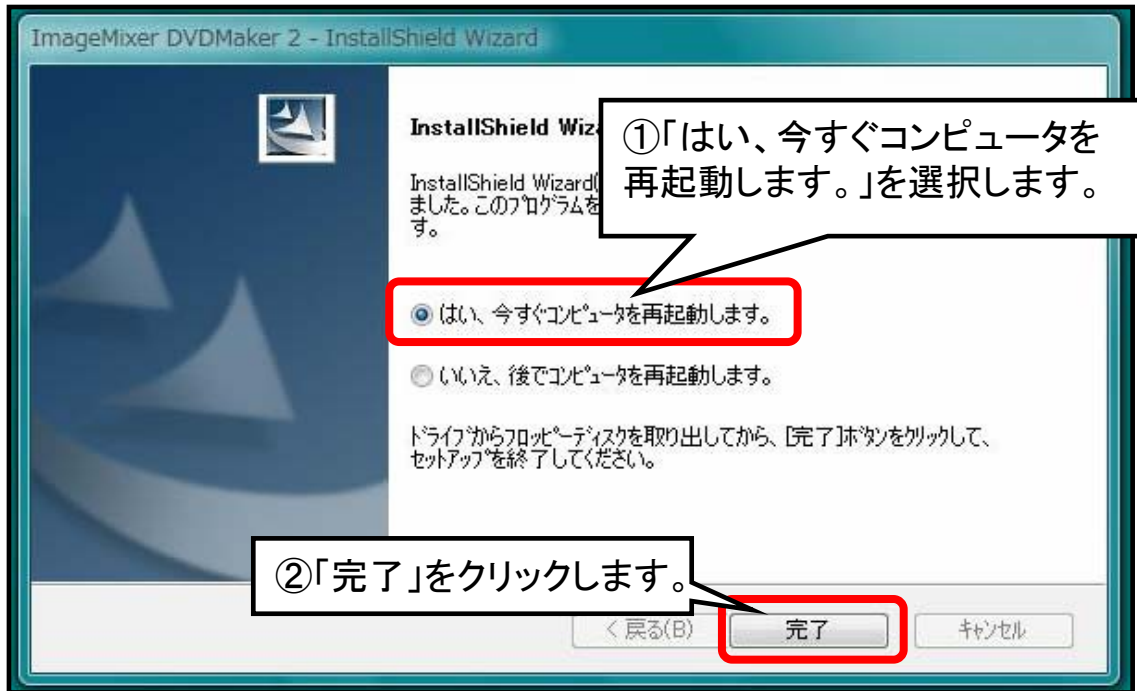 ImageMixer DVDMaker 2 - InstallShield Wizard
InstallShield Wiz
①「はい、今すぐコンピュータを
再起動します。」を選択します。
InstallShield Wizard(
ました。このプログラムを
す。
はい、今すぐコンピュータを再起動します。
いいえ、後でコンピュータを再起動します。
ドライブからフロッピーディスクを取り出してから、[完了]ボタンをクリックして、
セットアップを終了してください。
②「完了」をクリックします。
< 戻る(B)
完了
キャンセル